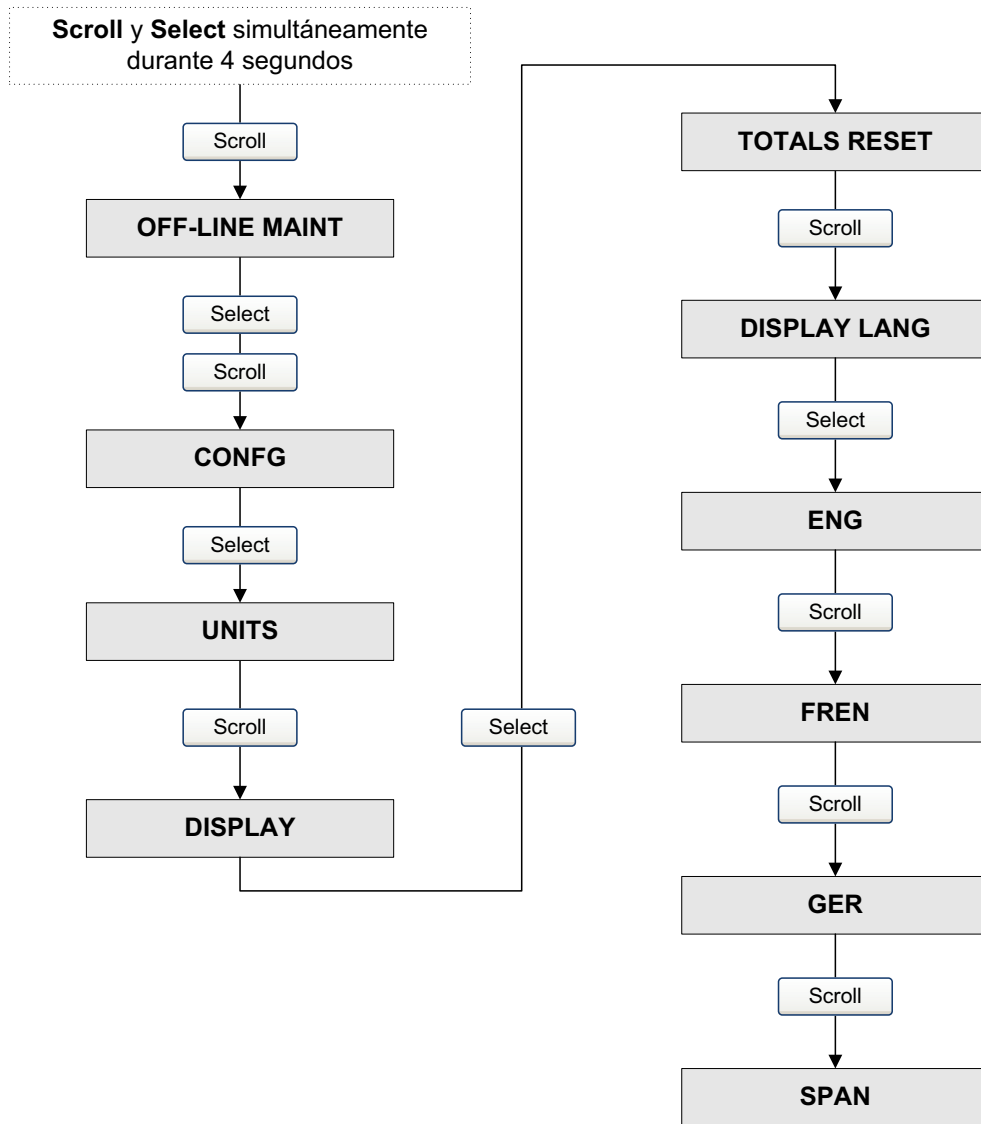 Scroll y Select simultáneamente
durante 4 segundos
Scroll
OFF-LINE MAINT
Select
Scroll
CONFG
Select
UNITS
Scroll
DISPLAY
Select
TOTALS RESET
Scroll
DISPLAY LANG
Select
ENG
Scroll
FREN
Scroll
GER
Scroll
SPAN